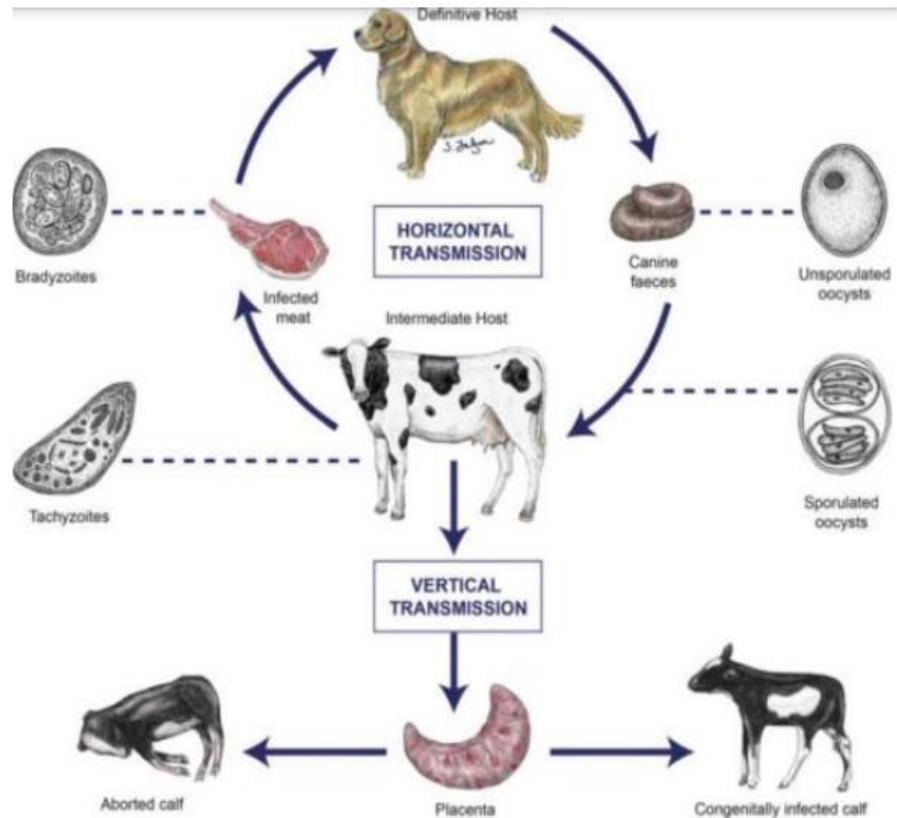 Definitive Host
HORIZONTAL
TRANSMISSION
Bradyzoites
Infected
meat
Canine
faeces
Unsporulated
oocysts
Intermediate Host
Tachyzoites
Sporulated
oocysts
VERTICAL
TRANSMISSION
Aborted calf
Placenta
Congenitally infected calf